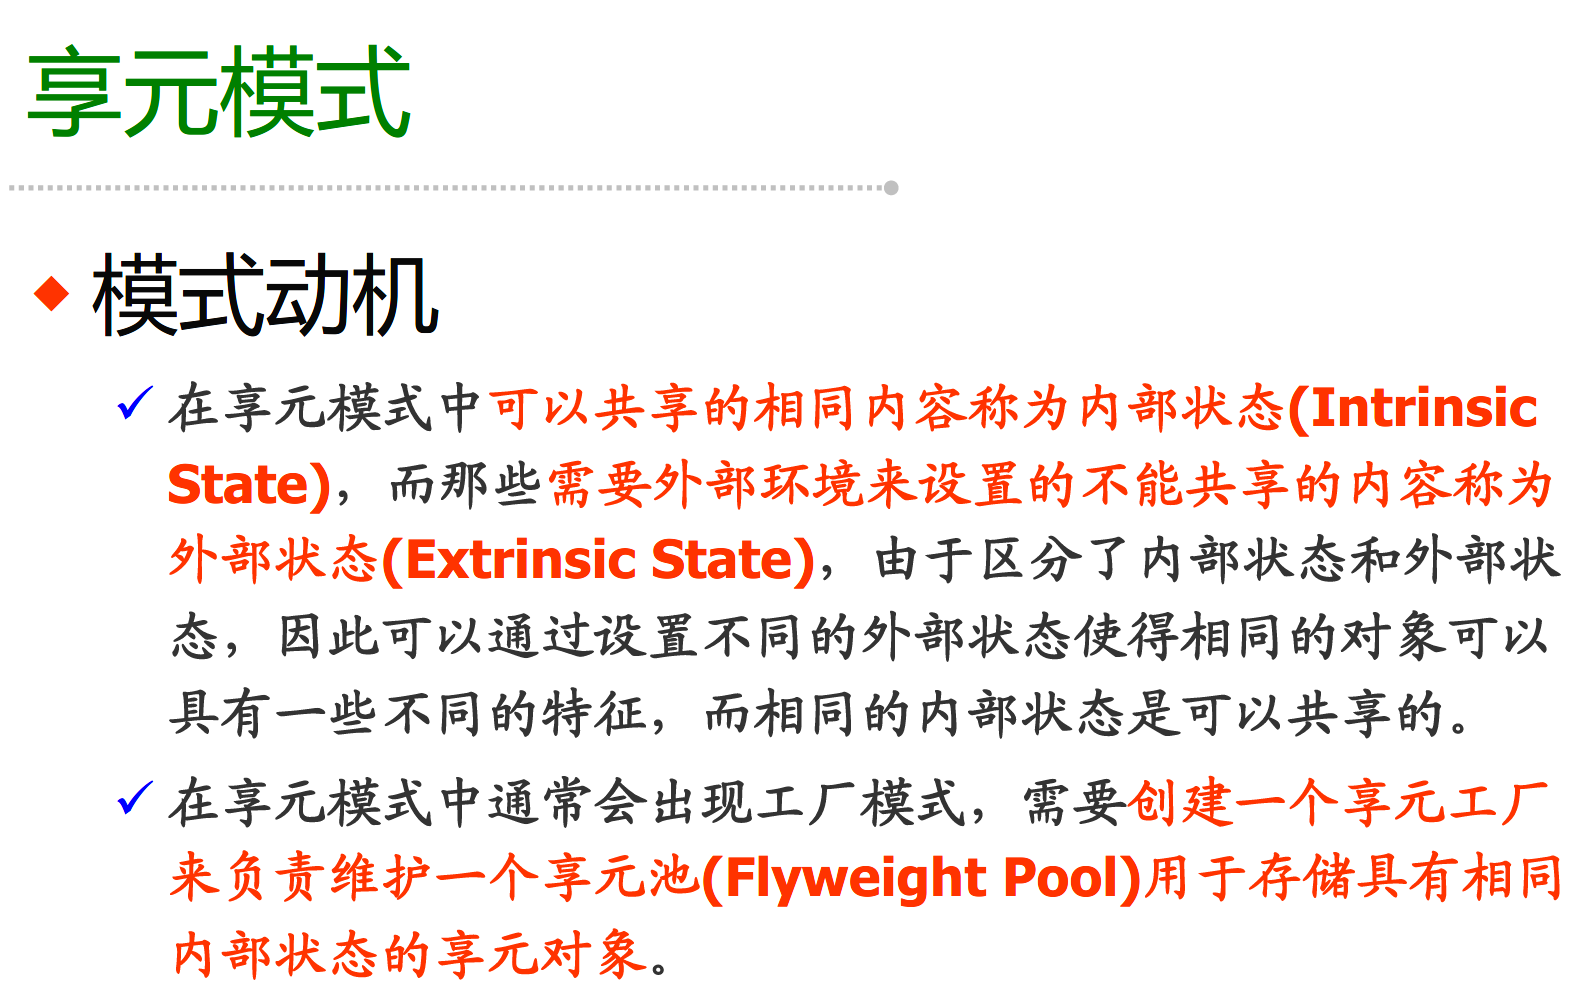 享元模式
模式动机
在享元模式中可以共享的相同内容称为内部状态(Intrinsic
State)，而那些需要外部环境来设置的不能共享的内容称为
外部状态(Extrinsic State)，由于区分了内部状态和外部状
态，因此可以通过设置不同的外部状态使得相同的对象可以
具有一些不同的特征，而相同的内部状态是可以共享的。
在享元模式中通常会出现工厂模式，需要创建一个享元工厂
来负责维护一个享元池(Flyweight Pool)用于存储具有相同
内部状态的享元对象。